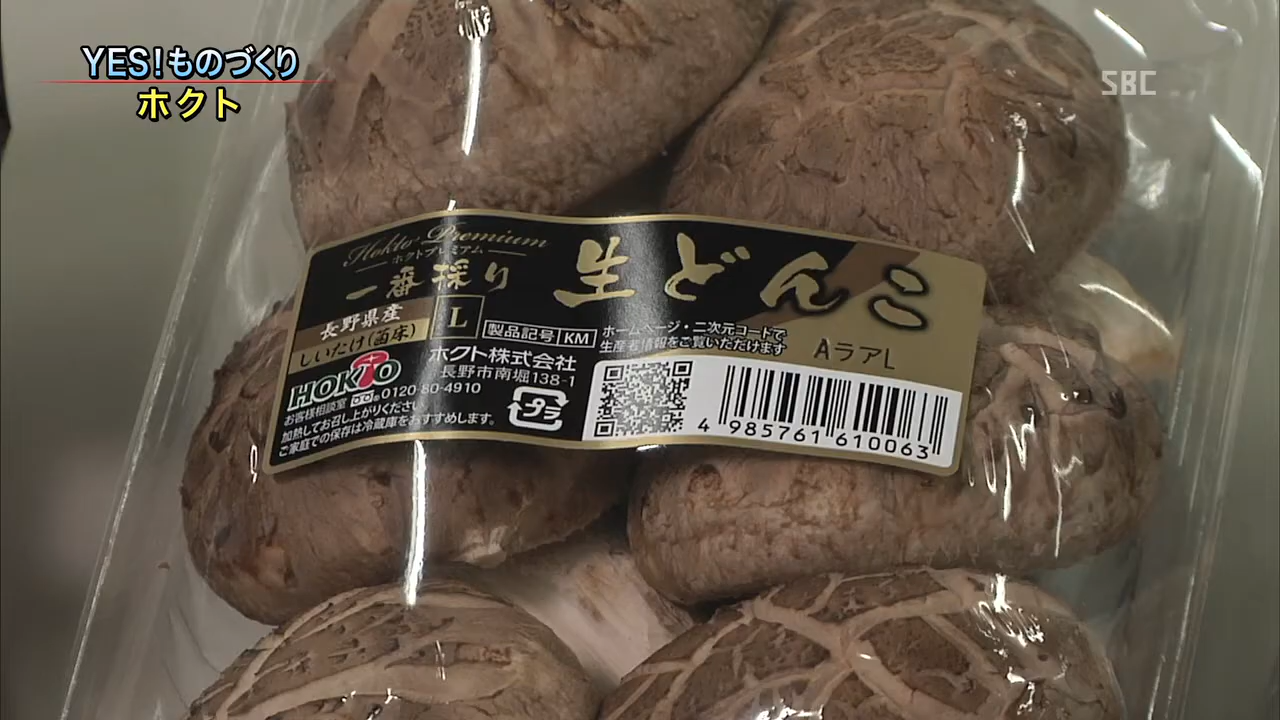 YES!ものづくり
ホクト
SBC
Hokto Premium
ホクトプレミアム
一番採り
生どんこ
長野県産
しいたけ(菌床)
L
製品記号 KM
ホームページ・二次元コードで
生産者情報をご覧いただけます
AラアL
HOKTO
ホクト株式会社
長野市南堀138-1
お客様相談室 0120-80-4910
加熱してお召し上がりください。
ご家庭での保存は冷蔵庫をおすすめします。
プラ
4 985761 610063